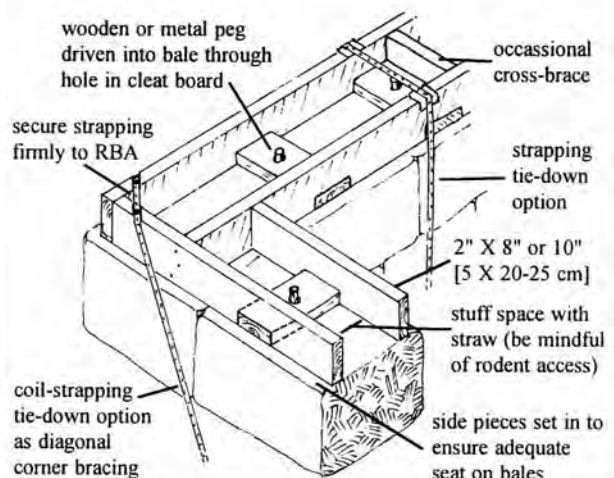 wooden or metal peg
driven into bale through
hole in cleat board
occassional
cross-brace
secure strapping
firmly to RBA
strapping
tie-down
option
2" X 8" or 10"
[5 X 20-25 cm]
stuff space with
straw (be mindful
of rodent access)
coil-strapping
tie-down option
as diagonal
corner bracing
side pieces set in to
ensure adequate
seat on bales